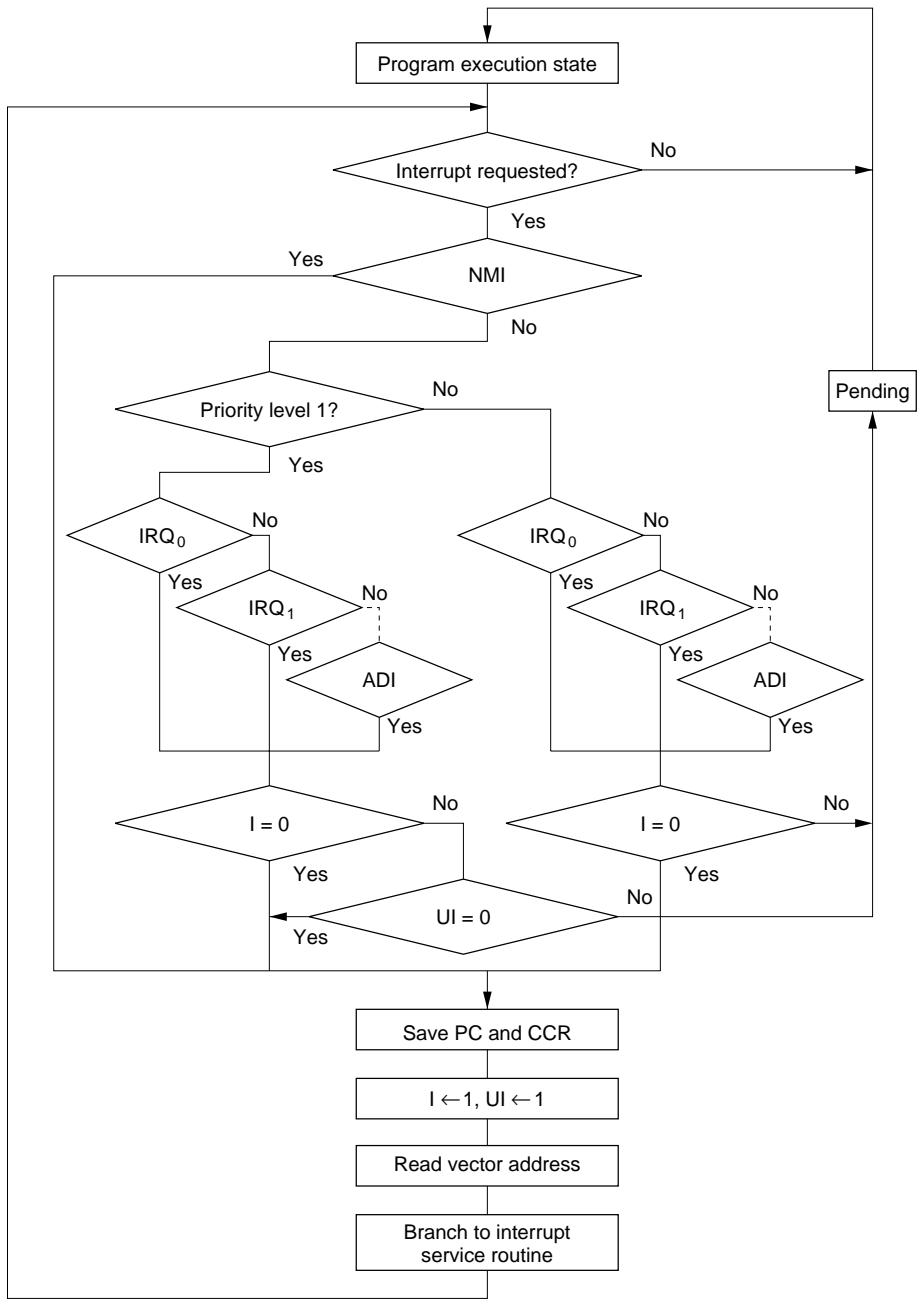 Program execution state
Interrupt requested?
No
Yes
Yes
NMI
No
Priority level 1?
No
Pending
Yes
IRQ0
No
IRQ0
No
Yes
IRQ1
No
Yes
IRQ1
No
Yes
ADI
Yes
ADI
Yes
Yes
I = 0
No
I = 0
No
Yes
Yes
UI = 0
No
Yes
Save PC and CCR
I ←1, UI ←1
Read vector address
Branch to interrupt
service routine